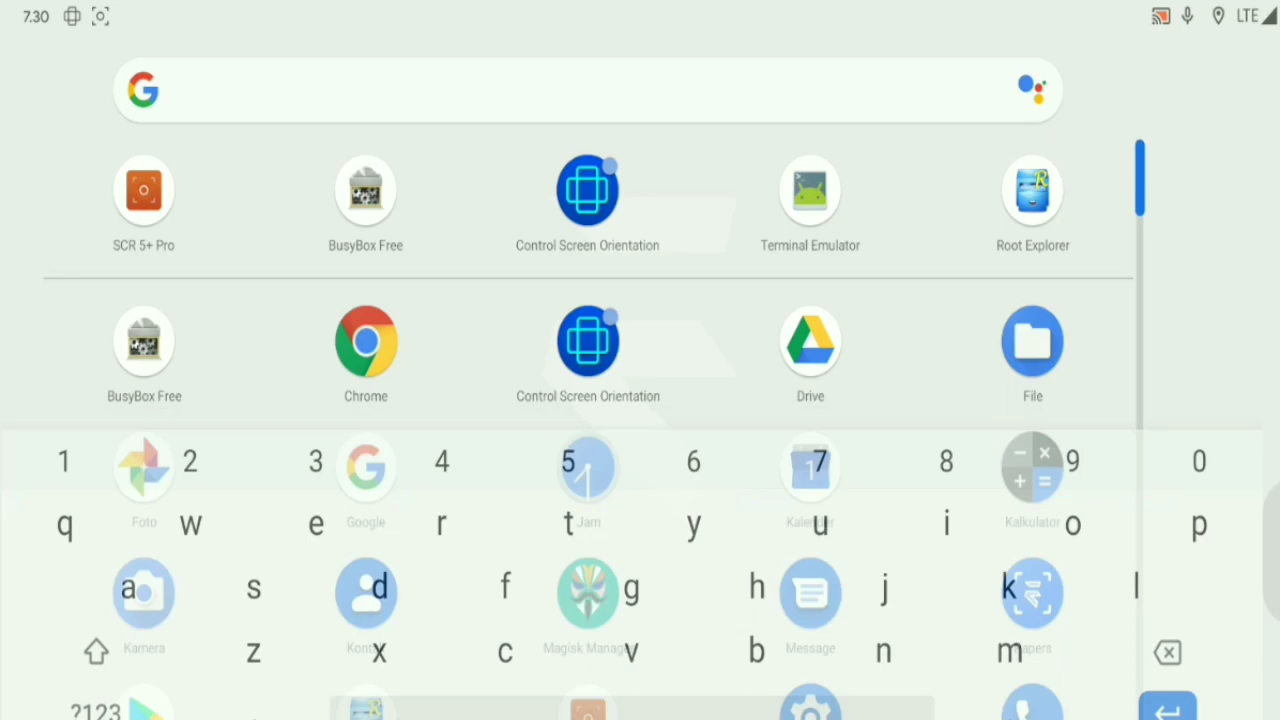 7.30 LTE
SCR 5+ Pro BusyBox Free Control Screen Orientation Terminal Emulator Root Explorer
BusyBox Free Chrome Control Screen Orientation Drive File
1 2 3 4 5 6 7 8 9 0
Foto Google Jam Kalender Kalkulator
q w e r t y u i o p
a s d f g h j k l
Kamera Magisk Manager Message
z x c v b n m
?123